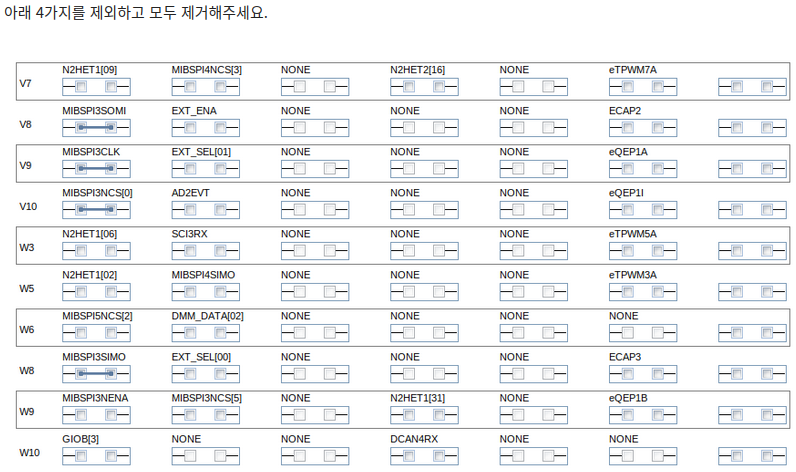 아래 4가지를 제외하고 모두 제거해주세요.
N2HET1[09] MIBSPI4NCS[3] NONE N2HET2[16] NONE eTPWM7A
V7
MIBSPI3SOMI EXT_ENA NONE NONE NONE ECAP2
V8
MIBSPI3CLK EXT_SEL[01] NONE NONE NONE eQEP1A
V9
MIBSPI3NCS[0] AD2EVT NONE NONE NONE eQEP1I
V10
N2HET1[06] SCI3RX NONE NONE NONE eTPWM5A
W3
N2HET1[02] MIBSPI4SIMO NONE NONE NONE eTPWM3A
W5
MIBSPI5NCS[2] DMM_DATA[02] NONE NONE NONE NONE
W6
MIBSPI3SIMO EXT_SEL[00] NONE NONE NONE ECAP3
W8
MIBSPI3NENA MIBSPI3NCS[5] NONE N2HET1[31] NONE eQEP1B
W9
GIOB[3] NONE NONE DCAN4RX NONE NONE
W10